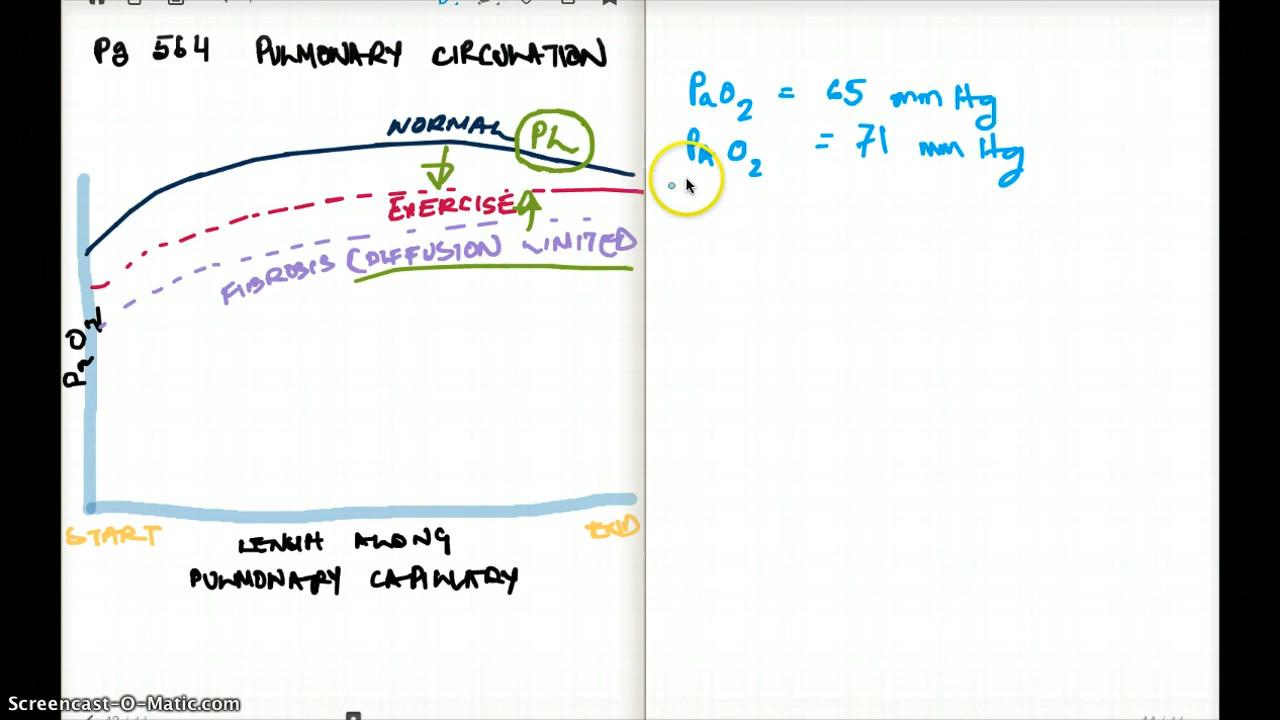 Pg 564 PULMONARY CIRCULATION
NORMAL PL
EXERCISE
FIBROSIS (DIFFUSION LIMITED
PaO2
START
END
LENGTH ALONG
PULMONARY CAPILLARY
PaO2 = 65 mm Hg
PAO2 = 71 mm Hg
Screencast-O-Matic.com